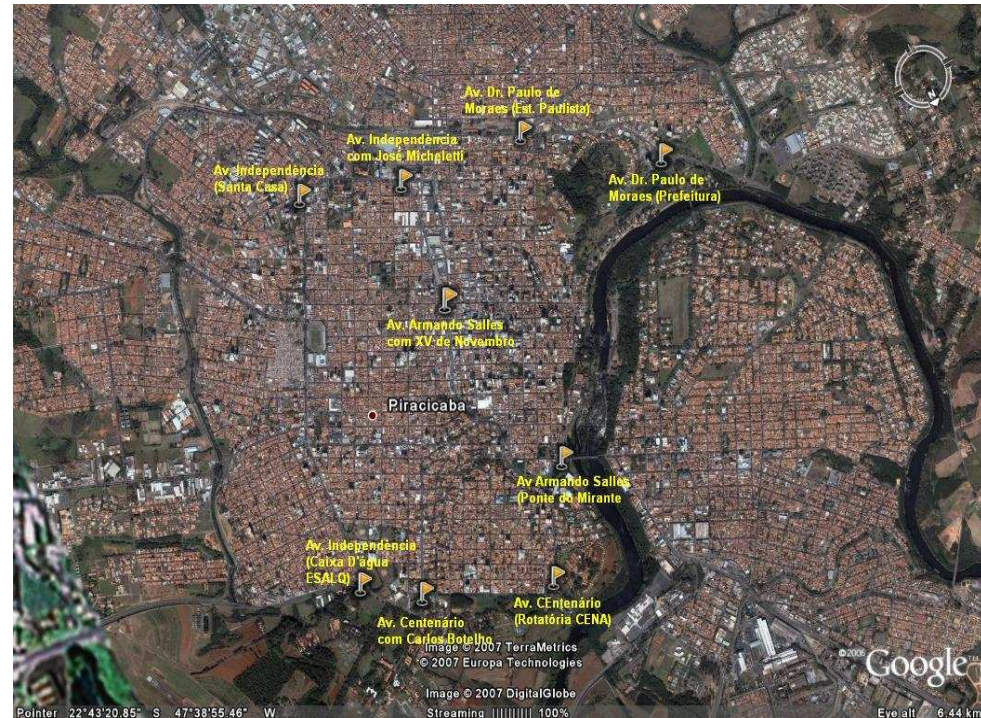 Av. Dr. Paulo de
Moraes (Est. Paulista)
Av. Independência
com José Micheletti
Av. Independência
(Santa Casa)
Av. Dr. Paulo de
Moraes (Prefeitura)
Av. Armando Salles
com XV de Novembro
Piracicaba
Av Armando Salles
(Ponte do Mirante
Av. Independência
(Caixa D'água
ESALQ)
Av. CEntenário
(Rotatória CENA)
Av. Centenário
com Carlos Botelho
Image © 2007 TerraMetrics
© 2007 Europa Technologies
Image © 2007 DigitalGlobe
© 2006
Google™
Pointer 22°43'20.85" S 47°38'55.46" W Streaming |||||||||| 100% Eye alt 6.44 km